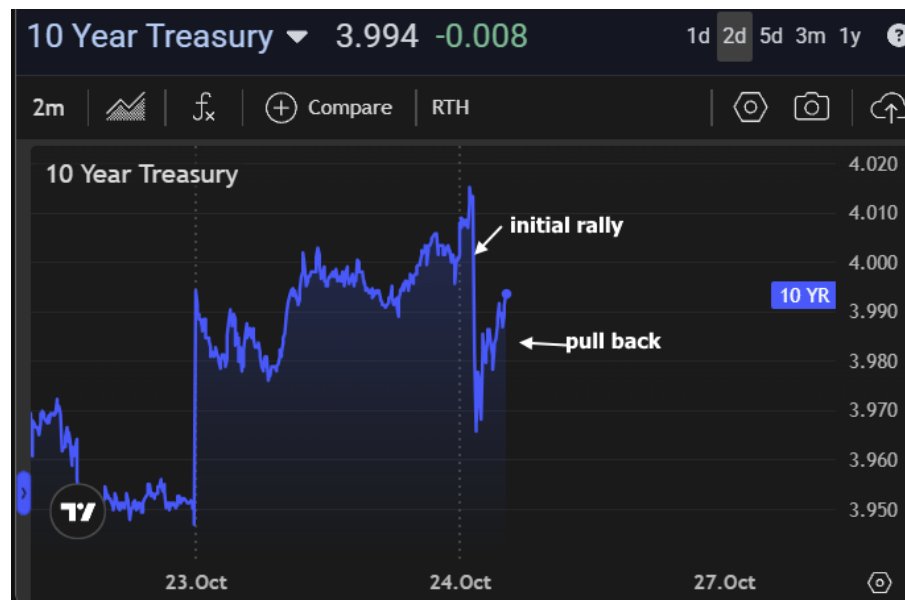 10 Year Treasury 3.994 -0.008 1d 2d 5d 3m 1y ?
2m fx Compare RTH
10 Year Treasury
4.020
4.010
initial rally
4.000
10 YR
3.990
pull back
3.980
3.970
3.960
3.950
23.Oct 24.Oct 27.Oct